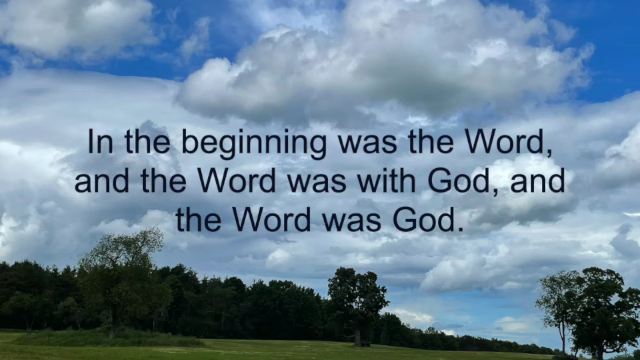 In the beginning was the Word,
and the Word was with God, and
the Word was God.